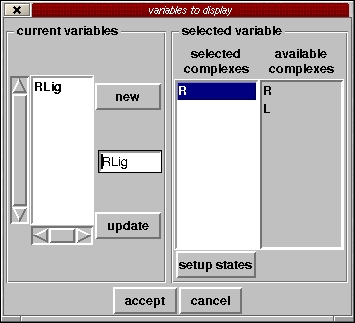 variables to display
current variables
RLig
new
RLig
update
selected variable
selected complexes
available complexes
R
R
L
setup states
accept
cancel